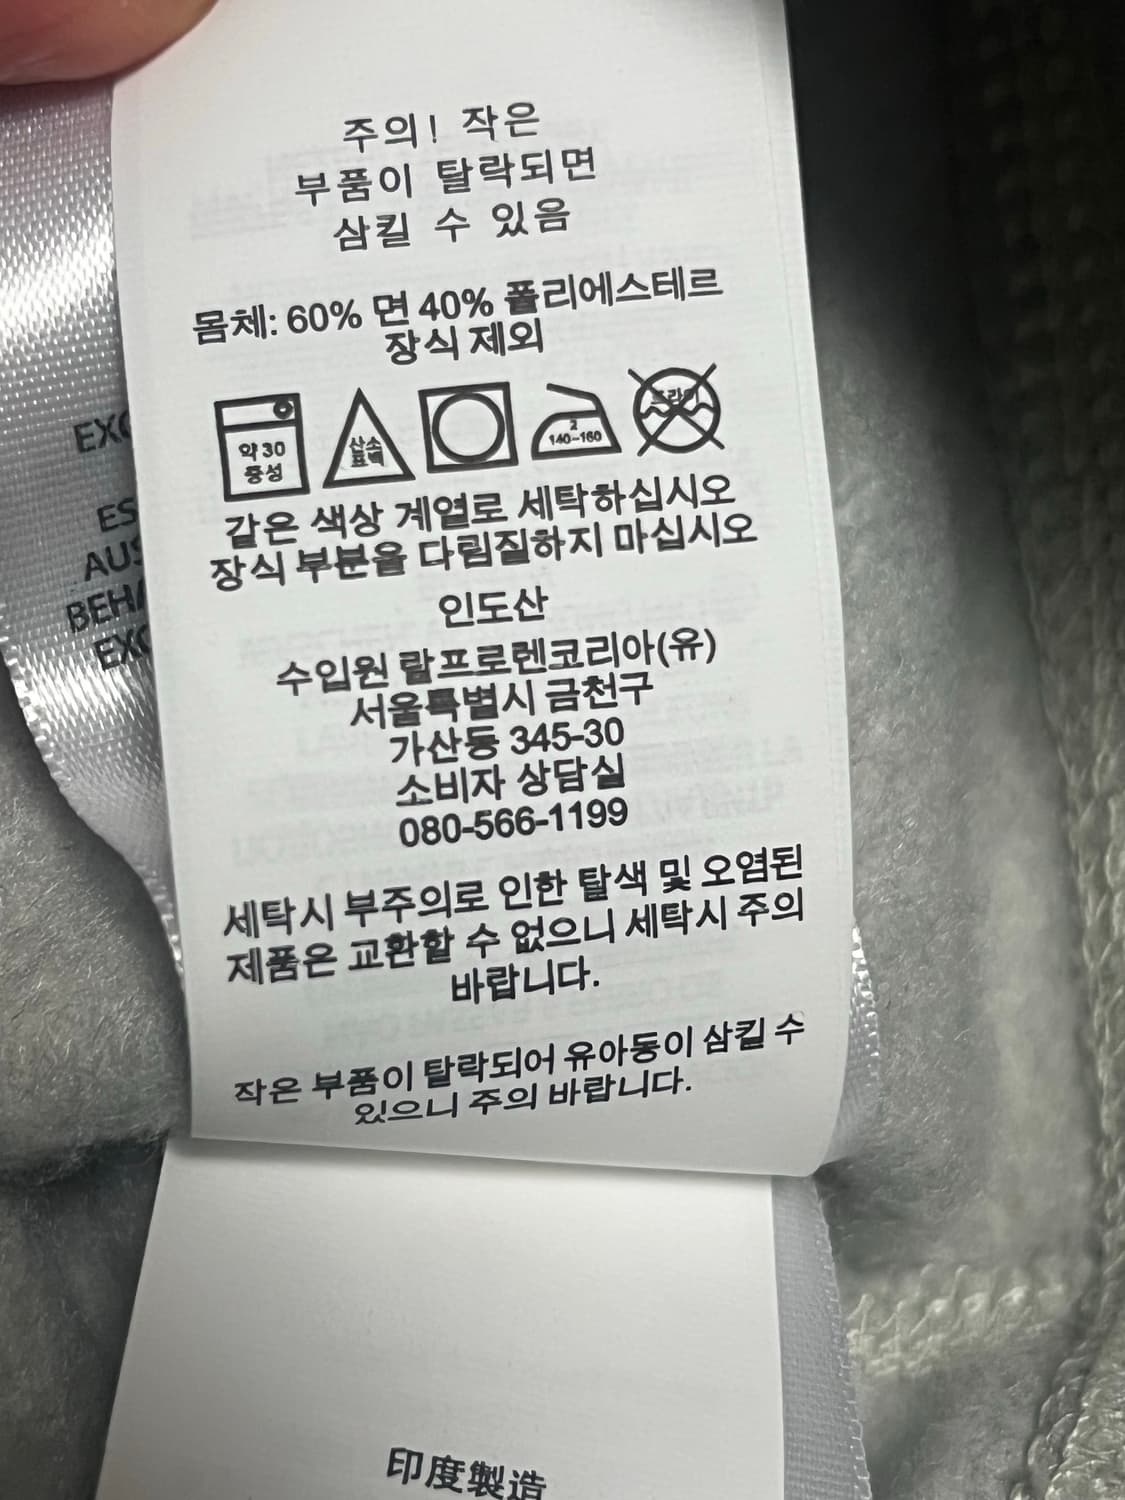 주의! 작은
부품이 탈락되면
삼킬 수 있음
몸체: 60% 면 40% 폴리에스테르
장식 제외
약 30
중성
산소
표백
2
140-160
드라이
같은 색상 계열로 세탁하십시오
장식 부분을 다림질하지 마십시오
인도산
수입원 랄프로렌코리아(유)
서울특별시 금천구
가산동 345-30
소비자 상담실
080-566-1199
세탁시 부주의로 인한 탈색 및 오염된
제품은 교환할 수 없으니 세탁시 주의
바랍니다.
작은 부품이 탈락되어 유아동이 삼킬 수
있으니 주의 바랍니다.
印度製造